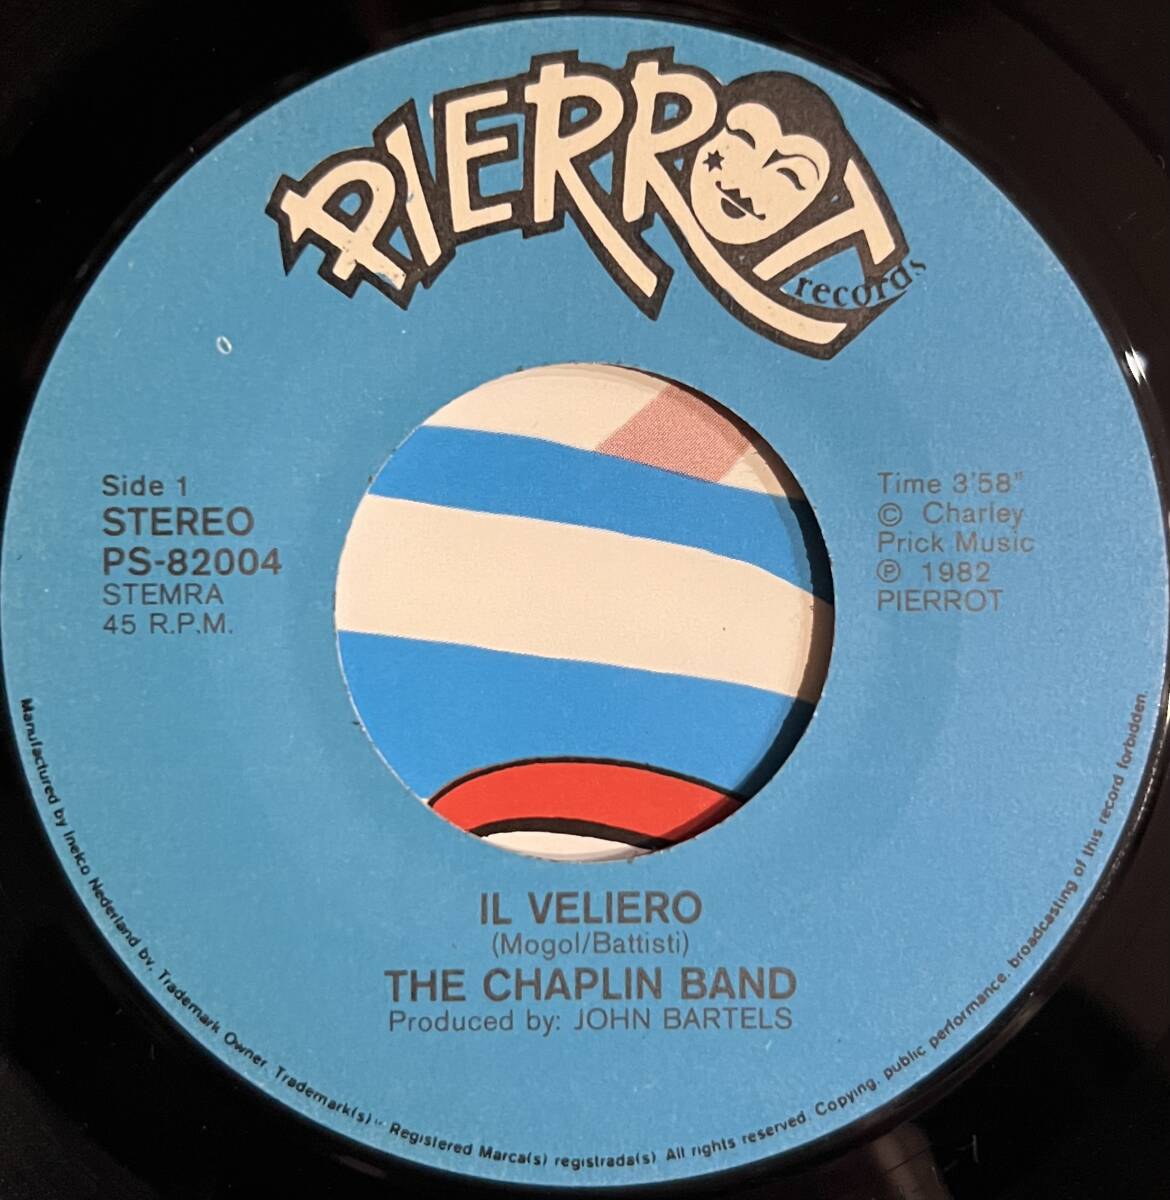 PIERROT
records
Side 1
STEREO
PS-82004
STEMRA
45 R.P.M.
Time 3'58"
© Charley
Prick Music
℗ 1982
PIERROT
IL VELIERO
(Mogol/Battisti)
THE CHAPLIN BAND
Produced by: JOHN BARTELS
Manufactured by Inelco Nederland bv. Trademark Owner. Trademark(s) - Registered Marca(s) registrada(s) All rights reserved. Copying, public performance, broadcasting of this record forbidden.